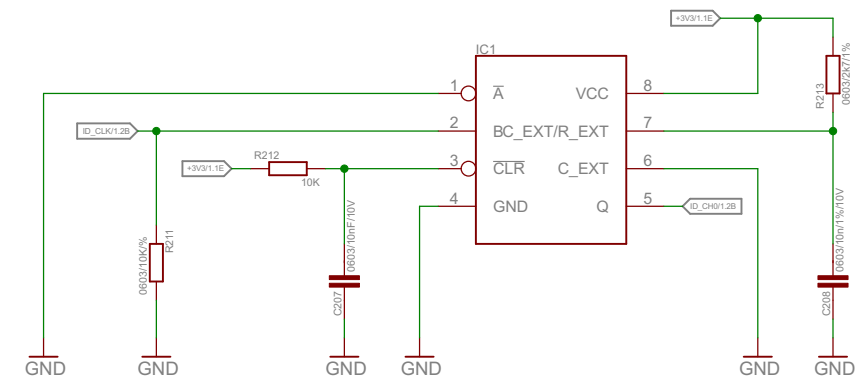 +3V3/1.1E
IC1
1
A
VCC
8
R213
0603/2k7/1%
ID_CLK/1.2B
2
B
C_EXT/R_EXT
7
+3V3/1.1E
R212
10K
3
CLR
C_EXT
6
4
GND
Q
5
ID_CH0/1.2B
0603/10K/%
R211
0603/10nF/10V
C207
0603/10n/1%/10V
C208
GND
GND
GND
GND
GND
GND